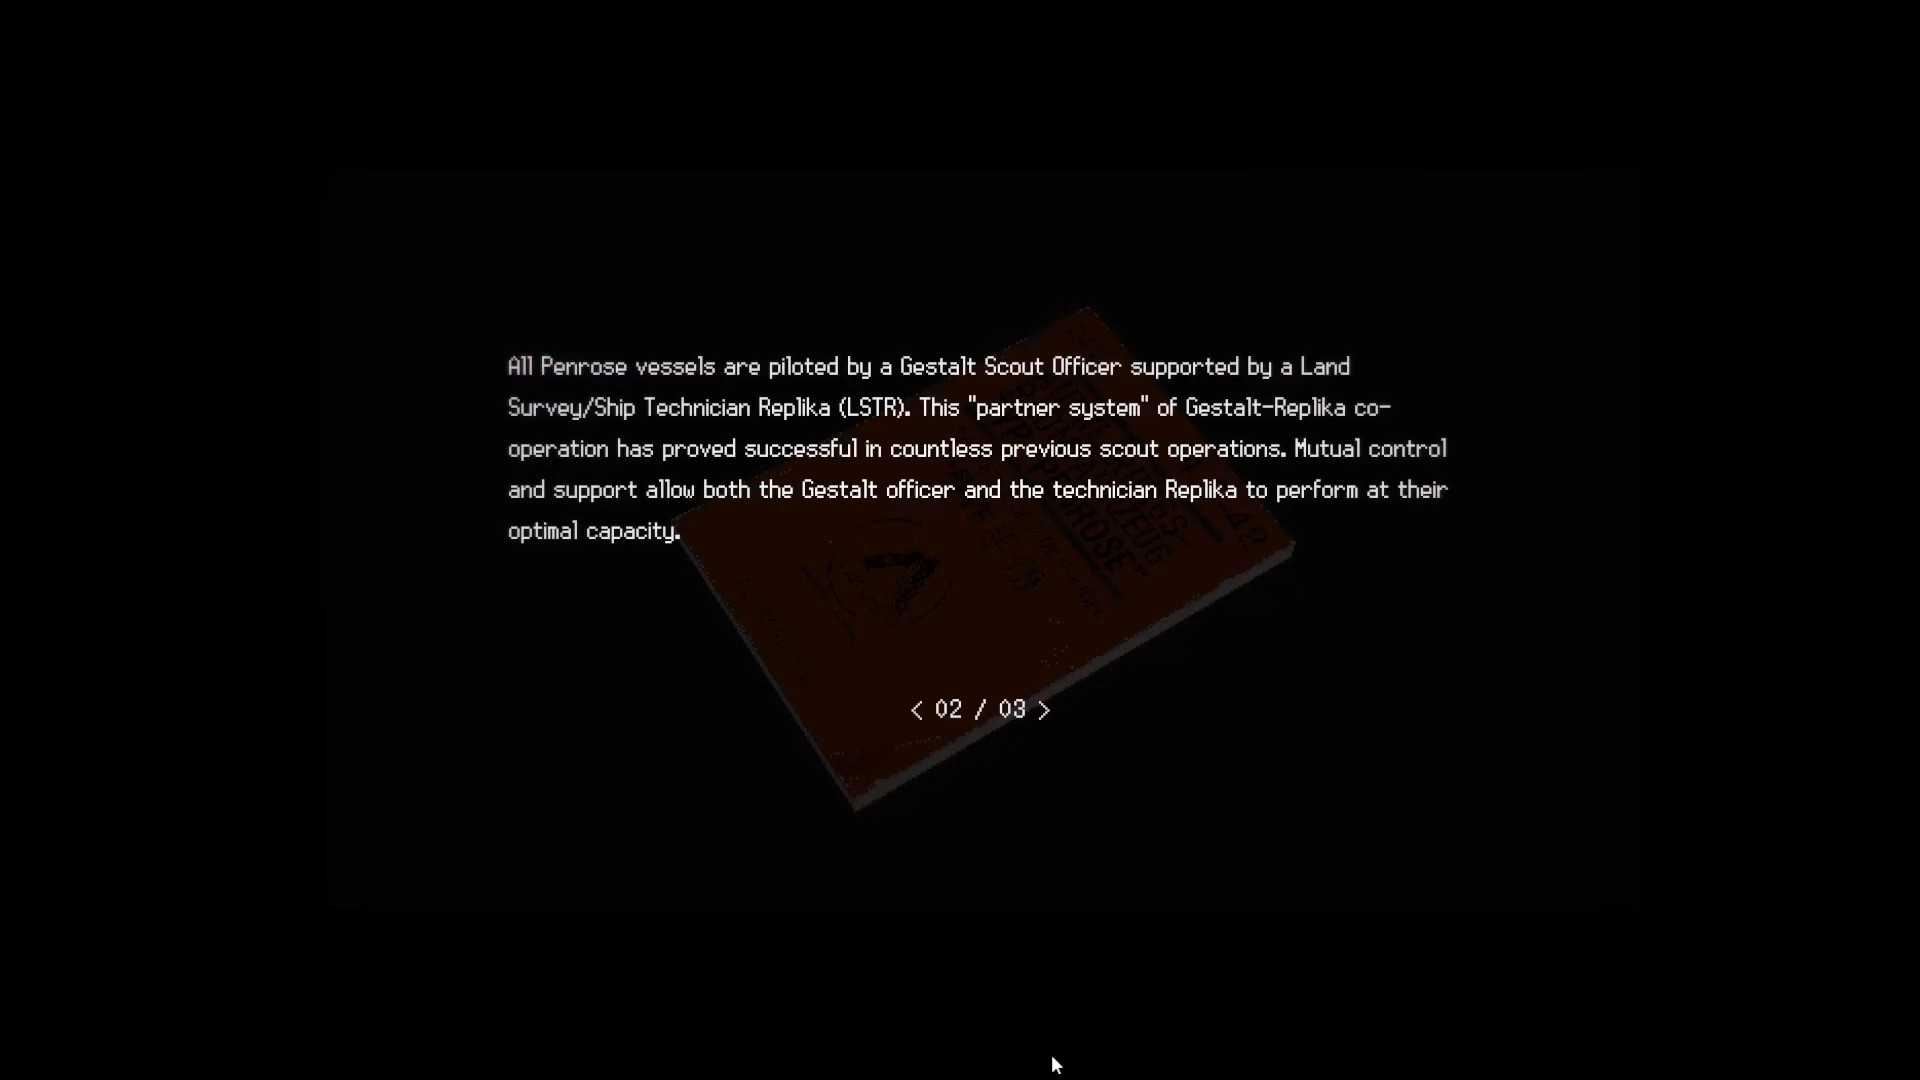 All Penrose vessels are piloted by a Gestalt Scout Officer supported by a Land
Survey/Ship Technician Replika (LSTR). This "partner system" of Gestalt-Replika co-
operation has proved successful in countless previous scout operations. Mutual control
and support allow both the Gestalt officer and the technician Replika to perform at their
optimal capacity.
< 02 / 03 >